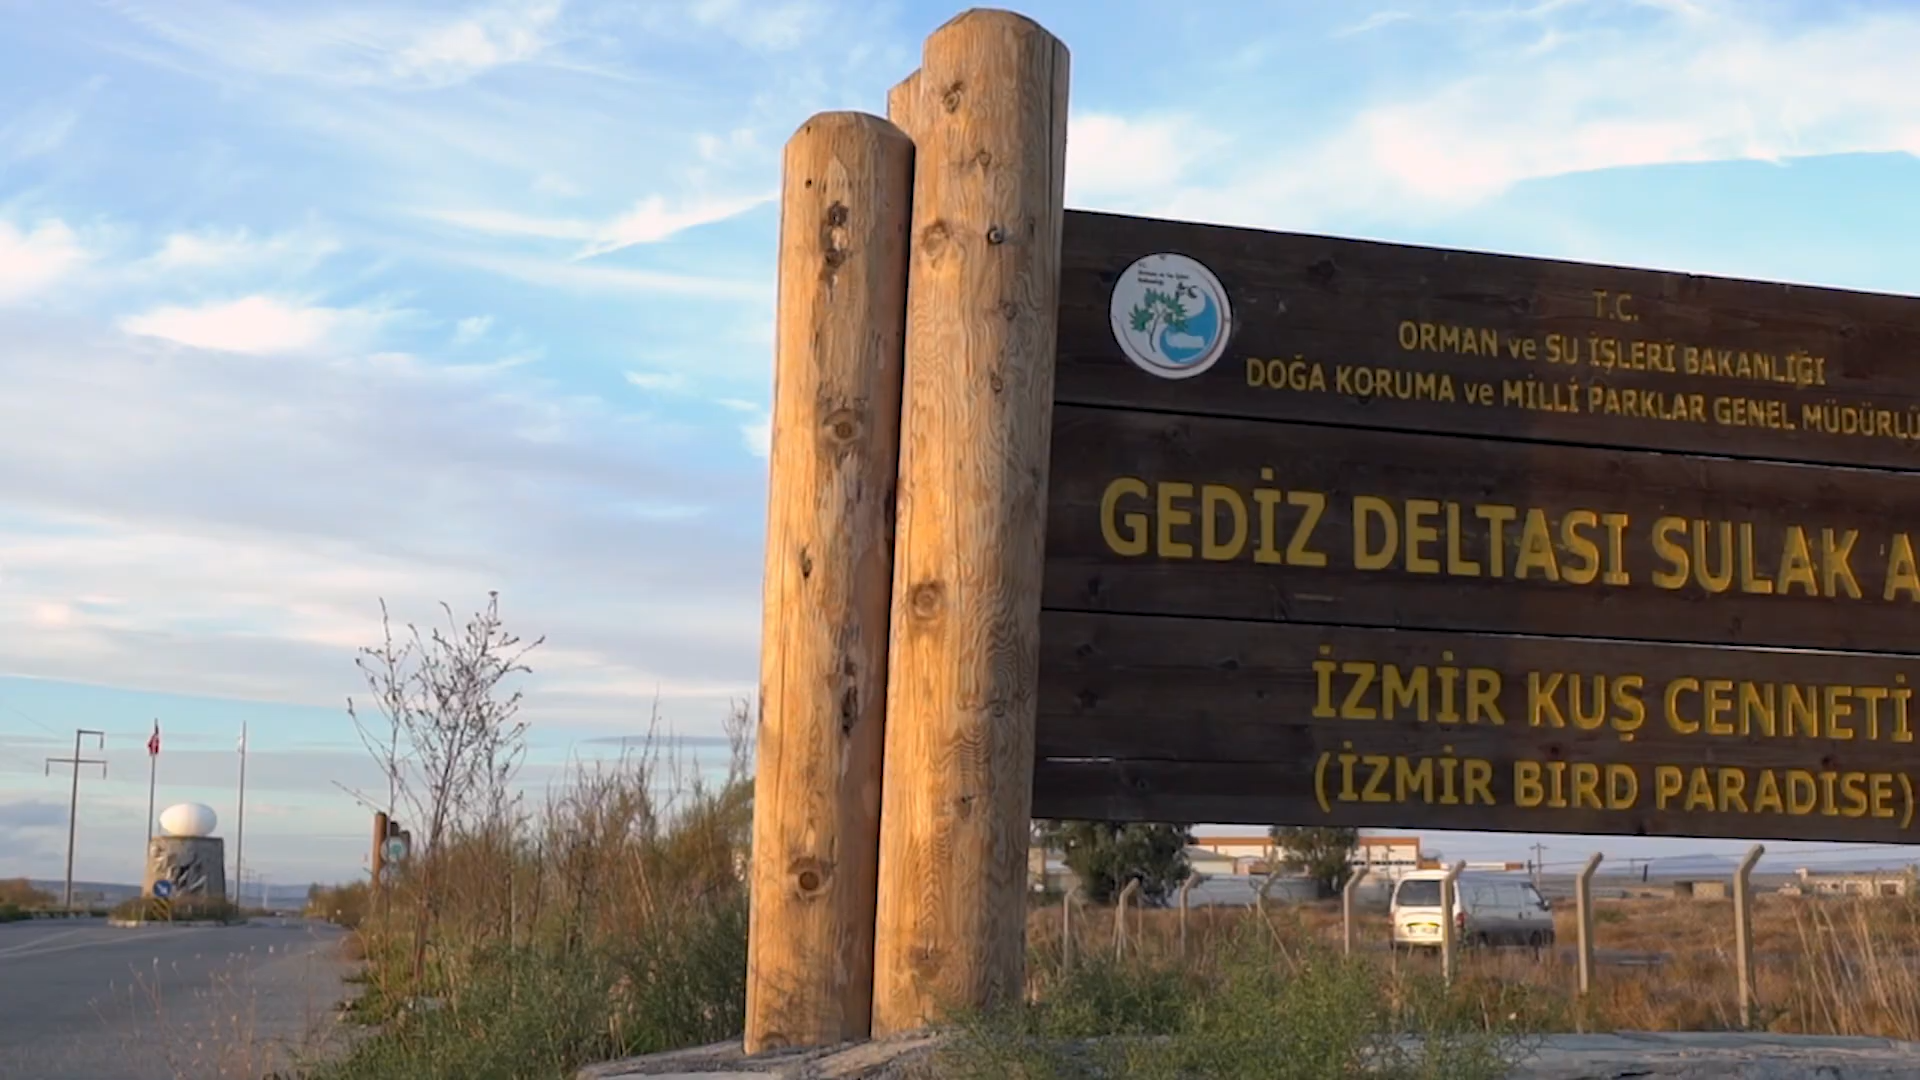 T.C.
ORMAN ve SU İŞLERİ BAKANLIĞI
DOĞA KORUMA ve MİLLİ PARKLAR GENEL MÜDÜRLÜ
GEDİZ DELTASI SULAK A
İZMİR KUŞ CENNETİ
(İZMİR BIRD PARADISE)